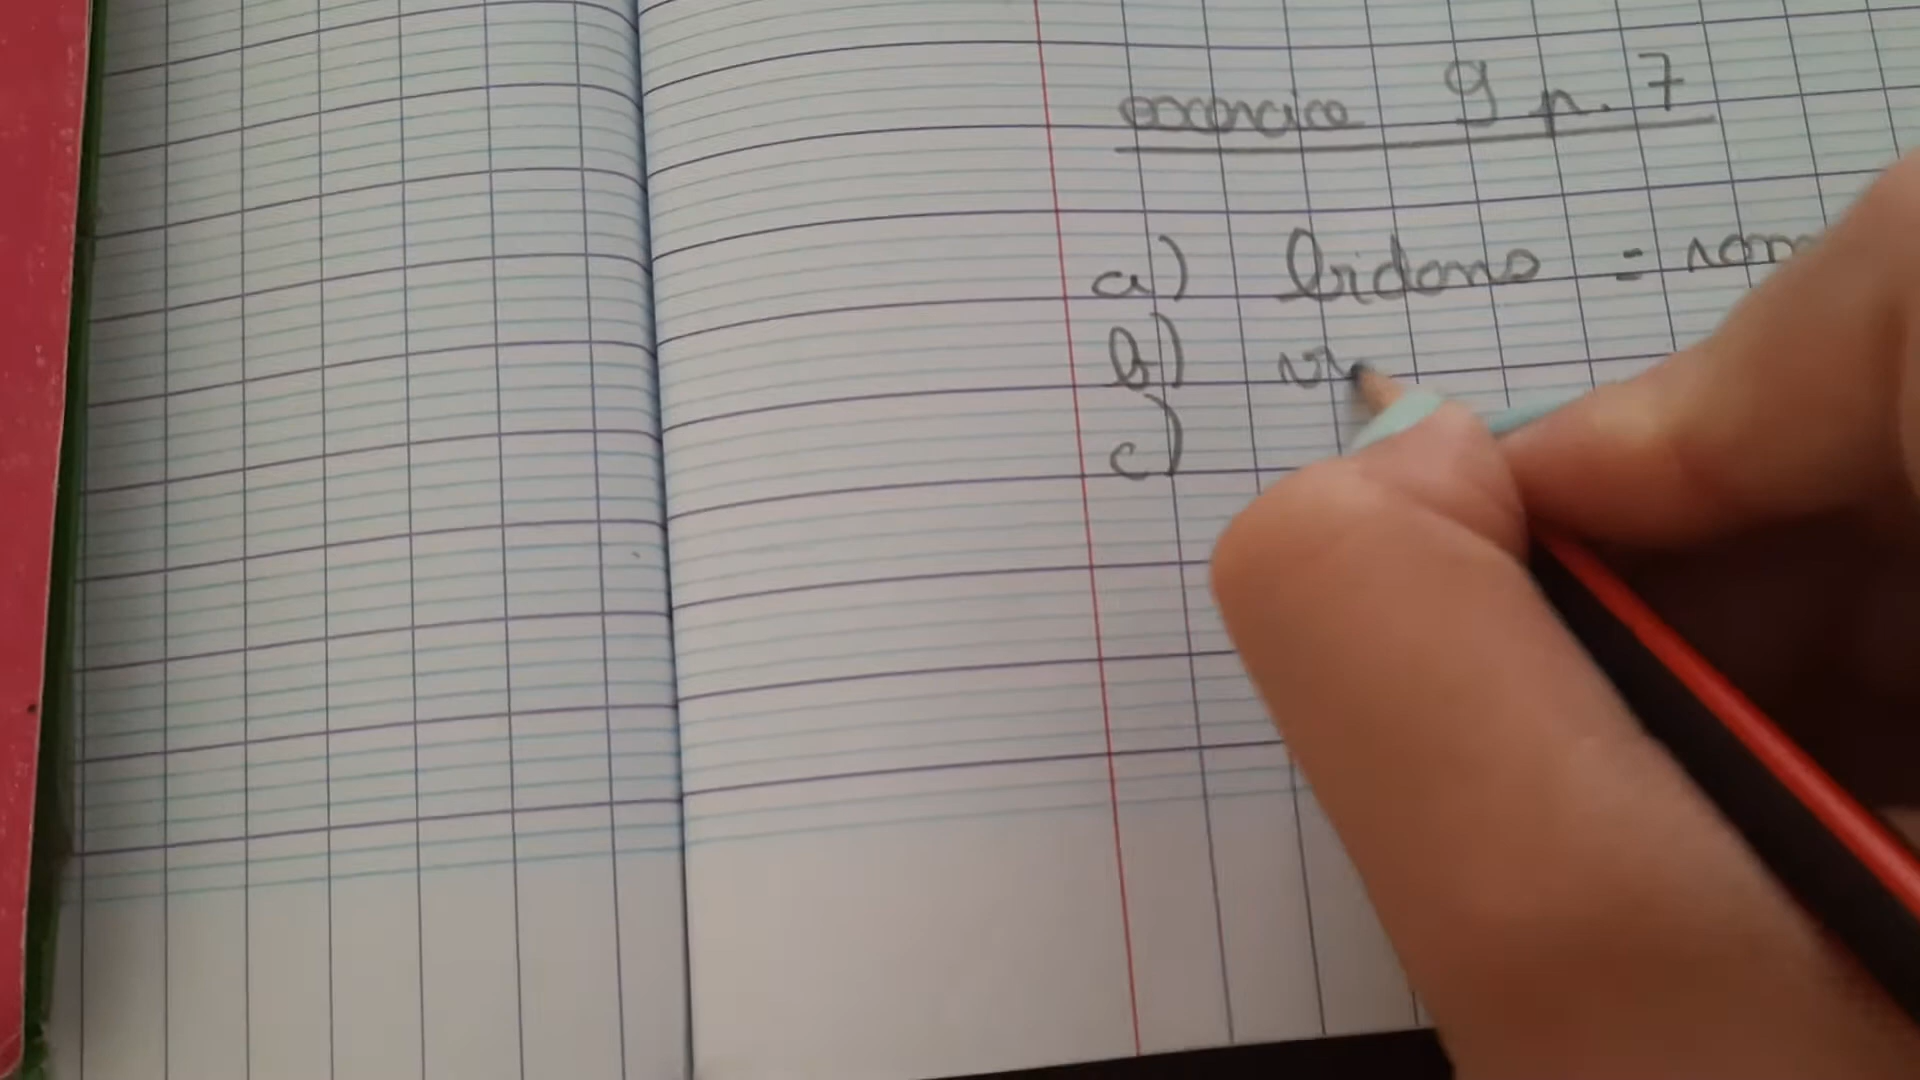 exercice 9 p. 7
a) bidons = nom
b)
c)